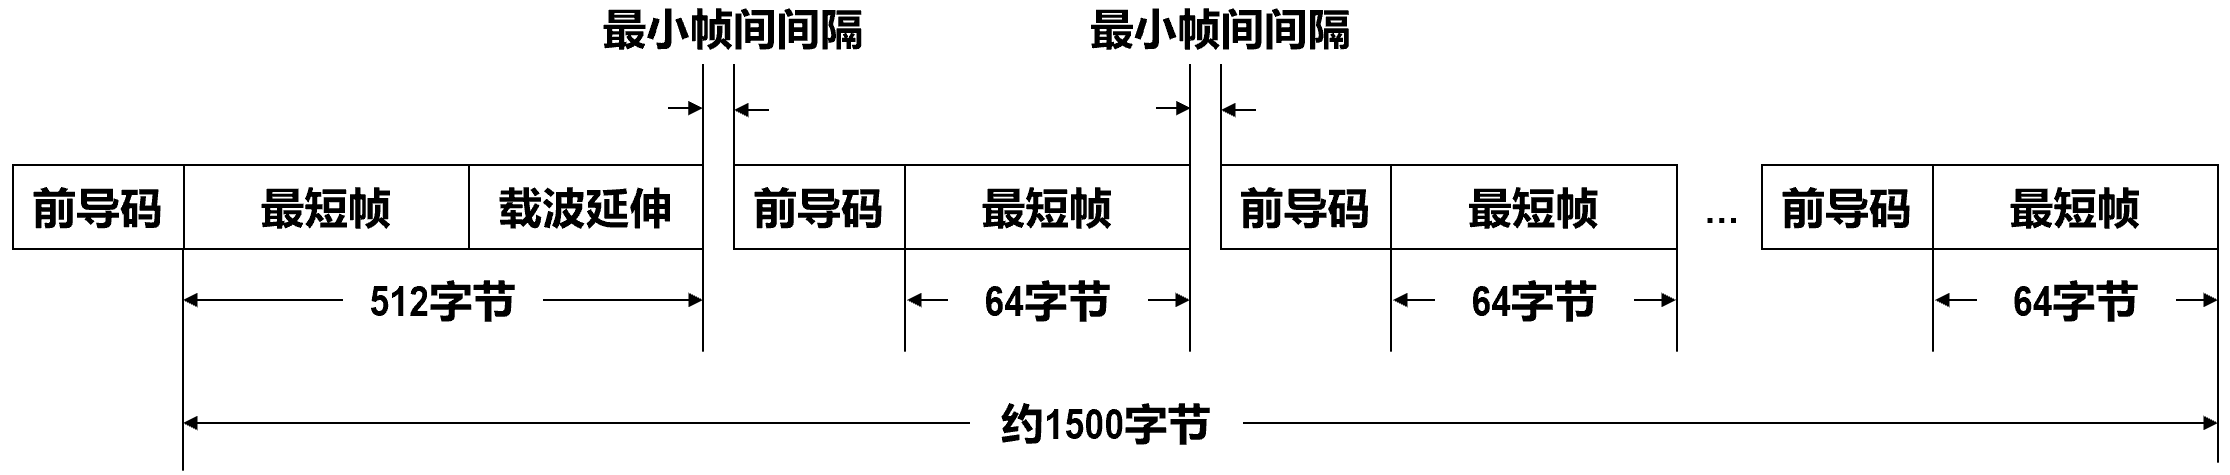 最小帧间间隔 最小帧间间隔
前导码 最短帧 载波延伸 前导码 最短帧 前导码 最短帧 ... 前导码 最短帧
512字节 64字节 64字节 64字节
约1500字节